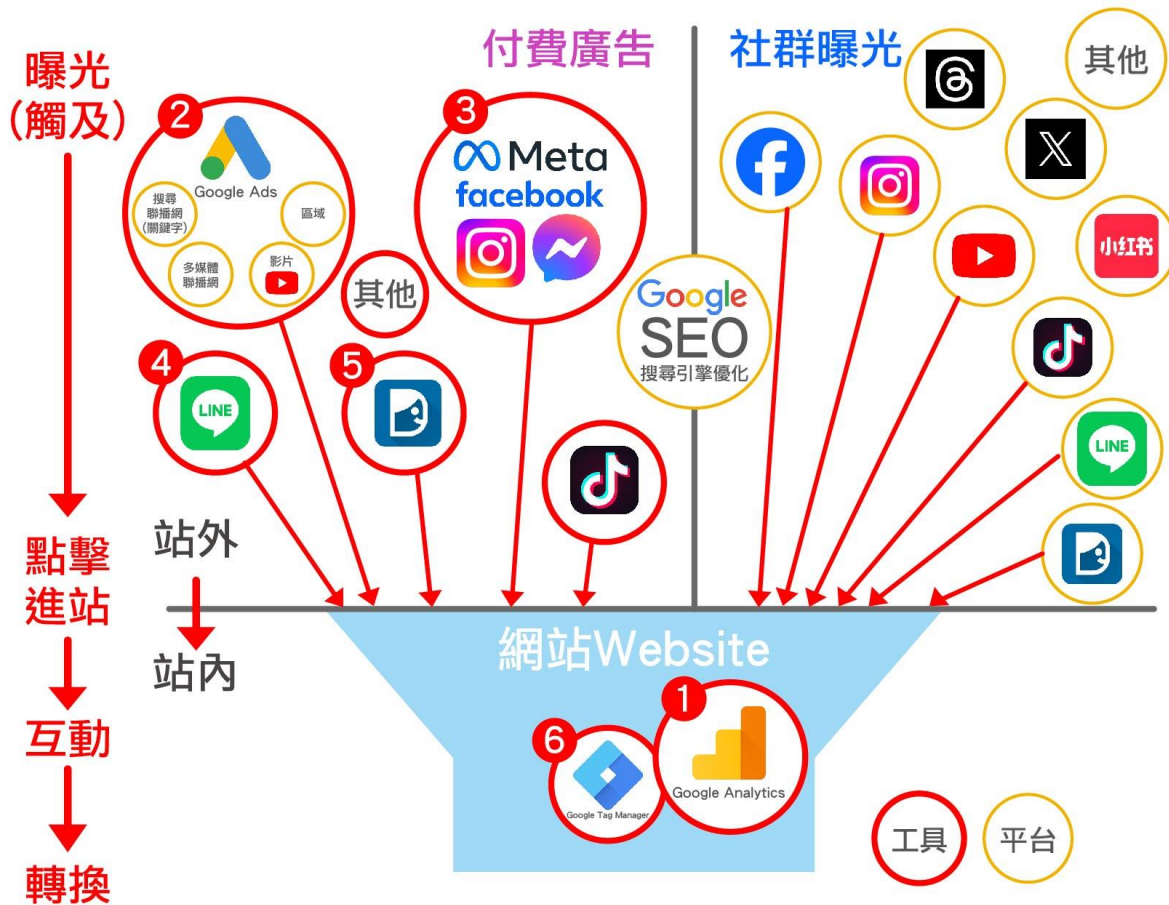 付費廣告
社群曝光
曝光
(觸及)
點擊
進站
互動
轉換
站外
站內
2
Google Ads
搜尋
聯播網
(關鍵字)
區域
多媒體
聯播網
影片
其他
3
Meta
facebook
4
LINE
5
Google
SEO
搜尋引擎優化
其他
小红书
LINE
網站Website
1
Google Analytics
6
Google Tag Manager
工具
平台